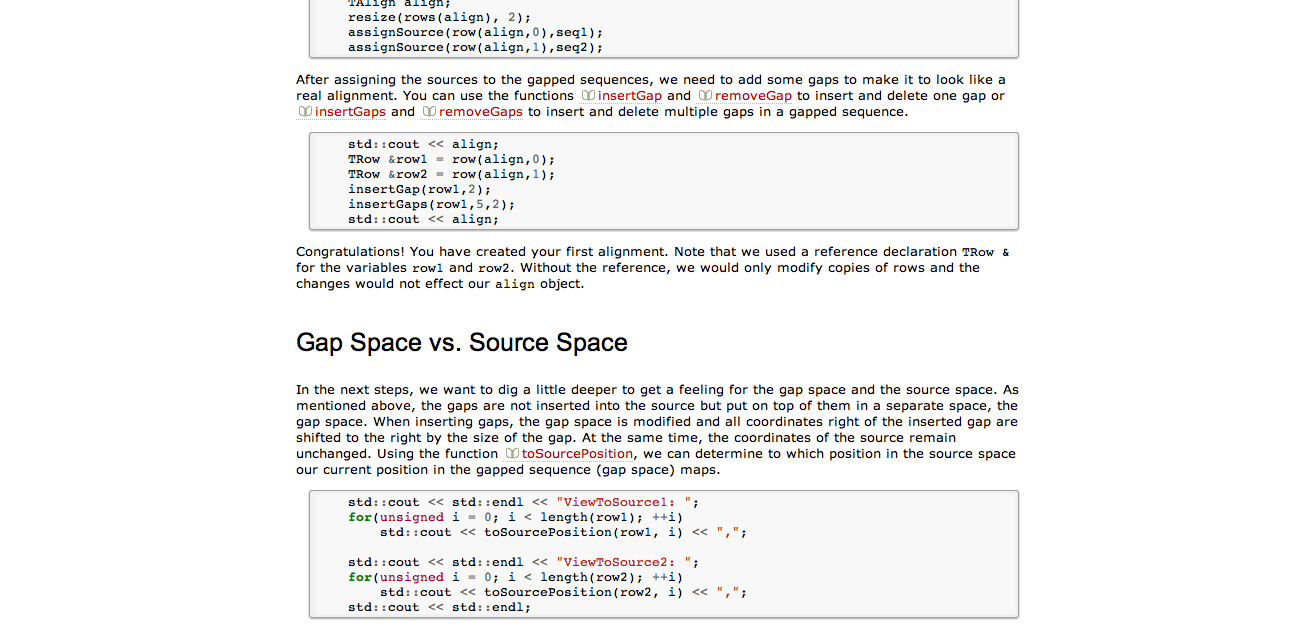 TAlign align;
resize(rows(align), 2);
assignSource(row(align,0),seq1);
assignSource(row(align,1),seq2);
After assigning the sources to the gapped sequences, we need to add some gaps to make it to look like a
real alignment. You can use the functions insertGap and removeGap to insert and delete one gap or
insertGaps and removeGaps to insert and delete multiple gaps in a gapped sequence.
std::cout << align;
TRow &row1 = row(align,0);
TRow &row2 = row(align,1);
insertGap(row1,2);
insertGaps(row1,5,2);
std::cout << align;
Congratulations! You have created your first alignment. Note that we used a reference declaration TRow &
for the variables row1 and row2. Without the reference, we would only modify copies of rows and the
changes would not effect our align object.
Gap Space vs. Source Space
In the next steps, we want to dig a little deeper to get a feeling for the gap space and the source space. As
mentioned above, the gaps are not inserted into the source but put on top of them in a separate space, the
gap space. When inserting gaps, the gap space is modified and all coordinates right of the inserted gap are
shifted to the right by the size of the gap. At the same time, the coordinates of the source remain
unchanged. Using the function toSourcePosition, we can determine to which position in the source space
our current position in the gapped sequence (gap space) maps.
std::cout << std::endl << "ViewToSource1: ";
for(unsigned i = 0; i < length(row1); ++i)
std::cout << toSourcePosition(row1, i) << ",";
std::cout << std::endl << "ViewToSource2: ";
for(unsigned i = 0; i < length(row2); ++i)
std::cout << toSourcePosition(row2, i) << ",";
std::cout << std::endl;